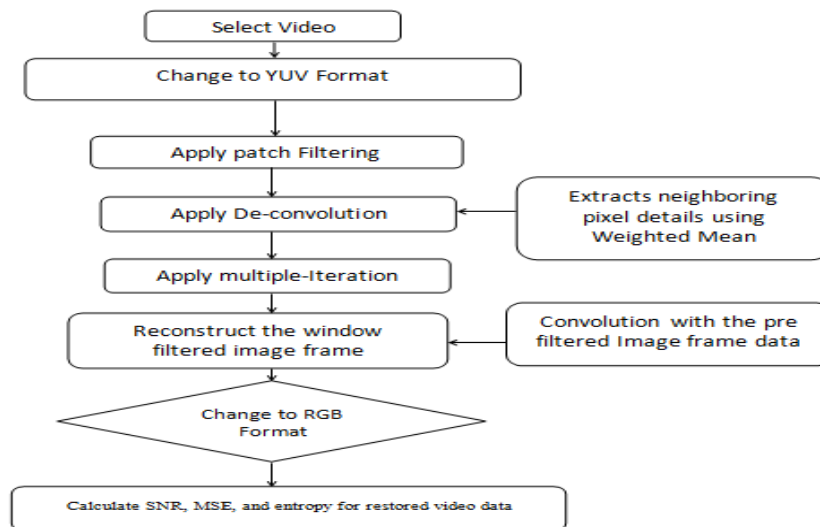 Select Video
Change to YUV Format
Apply patch Filtering
Apply De-convolution
Extracts neighboring
pixel details using
Weighted Mean
Apply multiple-Iteration
Reconstruct the window
filtered image frame
Convolution with the pre
filtered Image frame data
Change to RGB
Format
Calculate SNR, MSE, and entropy for restored video data